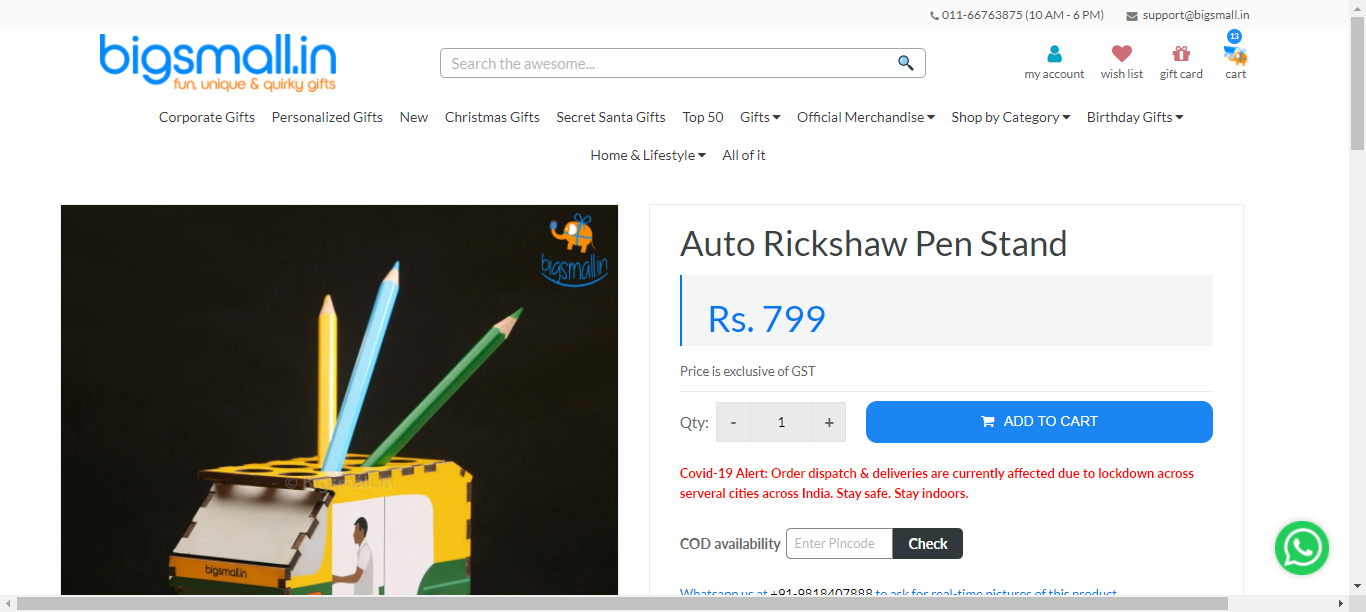 011-66763875 (10 AM - 6 PM) support@bigsmall.in
bigsmall.in
fun, unique & quirky gifts
Search the awesome...
13
my account wish list gift card cart
Corporate Gifts Personalized Gifts New Christmas Gifts Secret Santa Gifts Top 50 Gifts Official Merchandise Shop by Category Birthday Gifts
Home & Lifestyle All of it
bigsmall.in
© bigsmall.in
bigsmall.in
Auto Rickshaw Pen Stand
Rs. 799
Price is exclusive of GST
Qty: - 1 + ADD TO CART
Covid-19 Alert: Order dispatch & deliveries are currently affected due to lockdown across
serveral cities across India. Stay safe. Stay indoors.
COD availability Enter Pincode Check
Whatsapp us at +91-9818407888 to ask for real-time pictures of this product